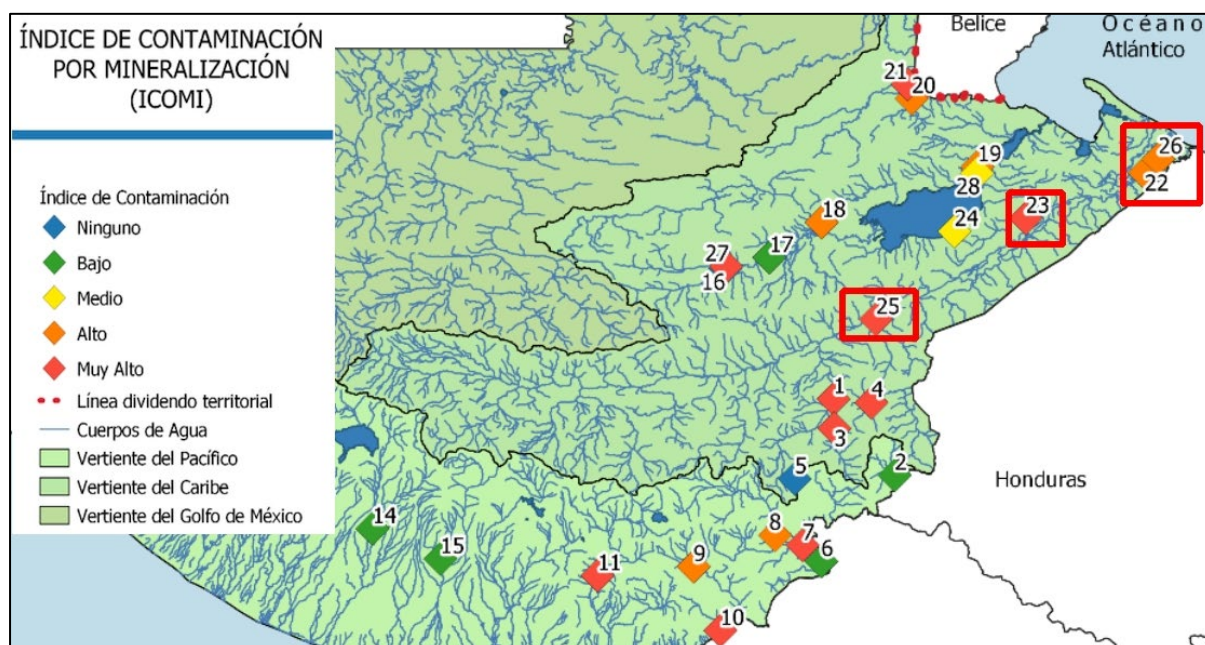 ÍNDICE DE CONTAMINACIÓN
POR MINERALIZACIÓN
(ICOMI)
Índice de Contaminación
Ninguno
Bajo
Medio
Alto
Muy Alto
Línea dividendo territorial
Cuerpos de Agua
Vertiente del Pacífico
Vertiente del Caribe
Vertiente del Golfo de México
Belice
Océano
Atlántico
21
20
26
19
22
28
23
18
24
17
27
16
25
1
4
3
5
2
Honduras
14
8
7
15
9
6
11
10